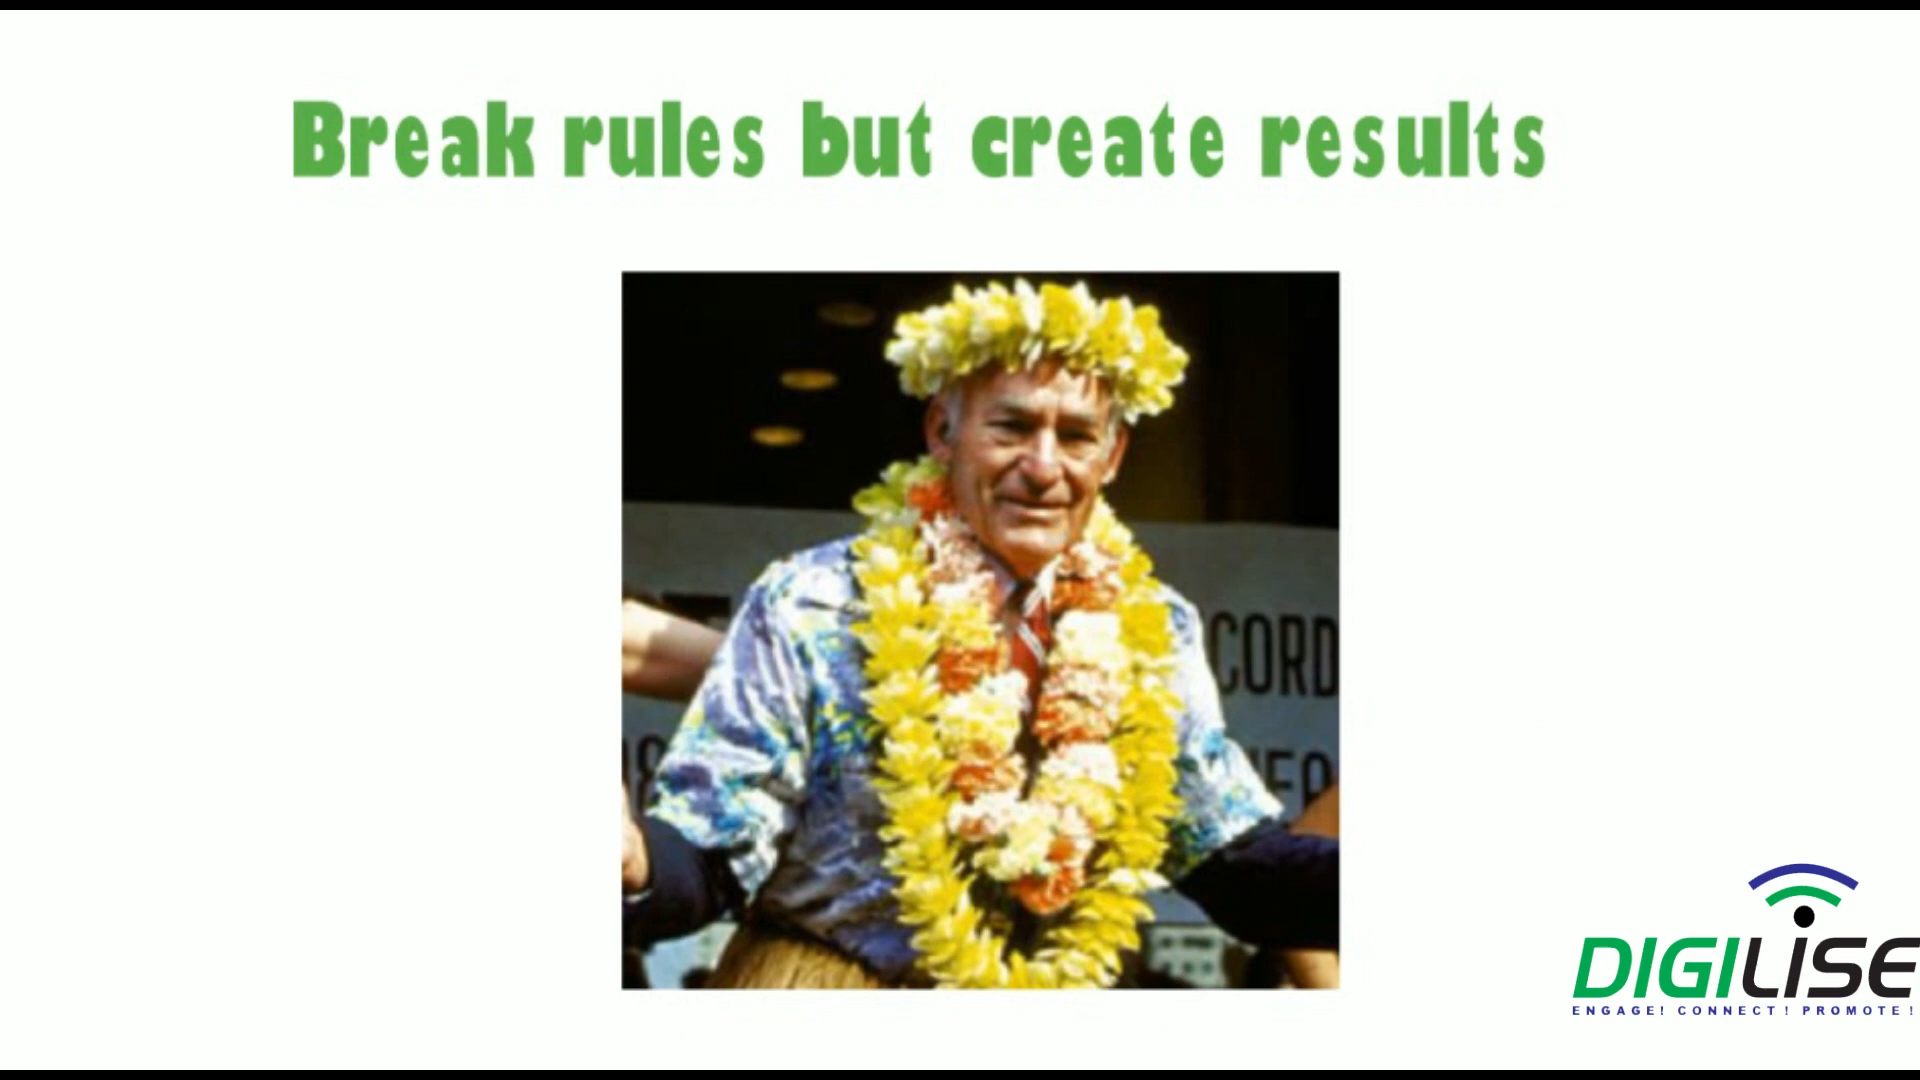 Break rules but create results
CORD
DIGILISE
ENGAGE! CONNECT! PROMOTE!